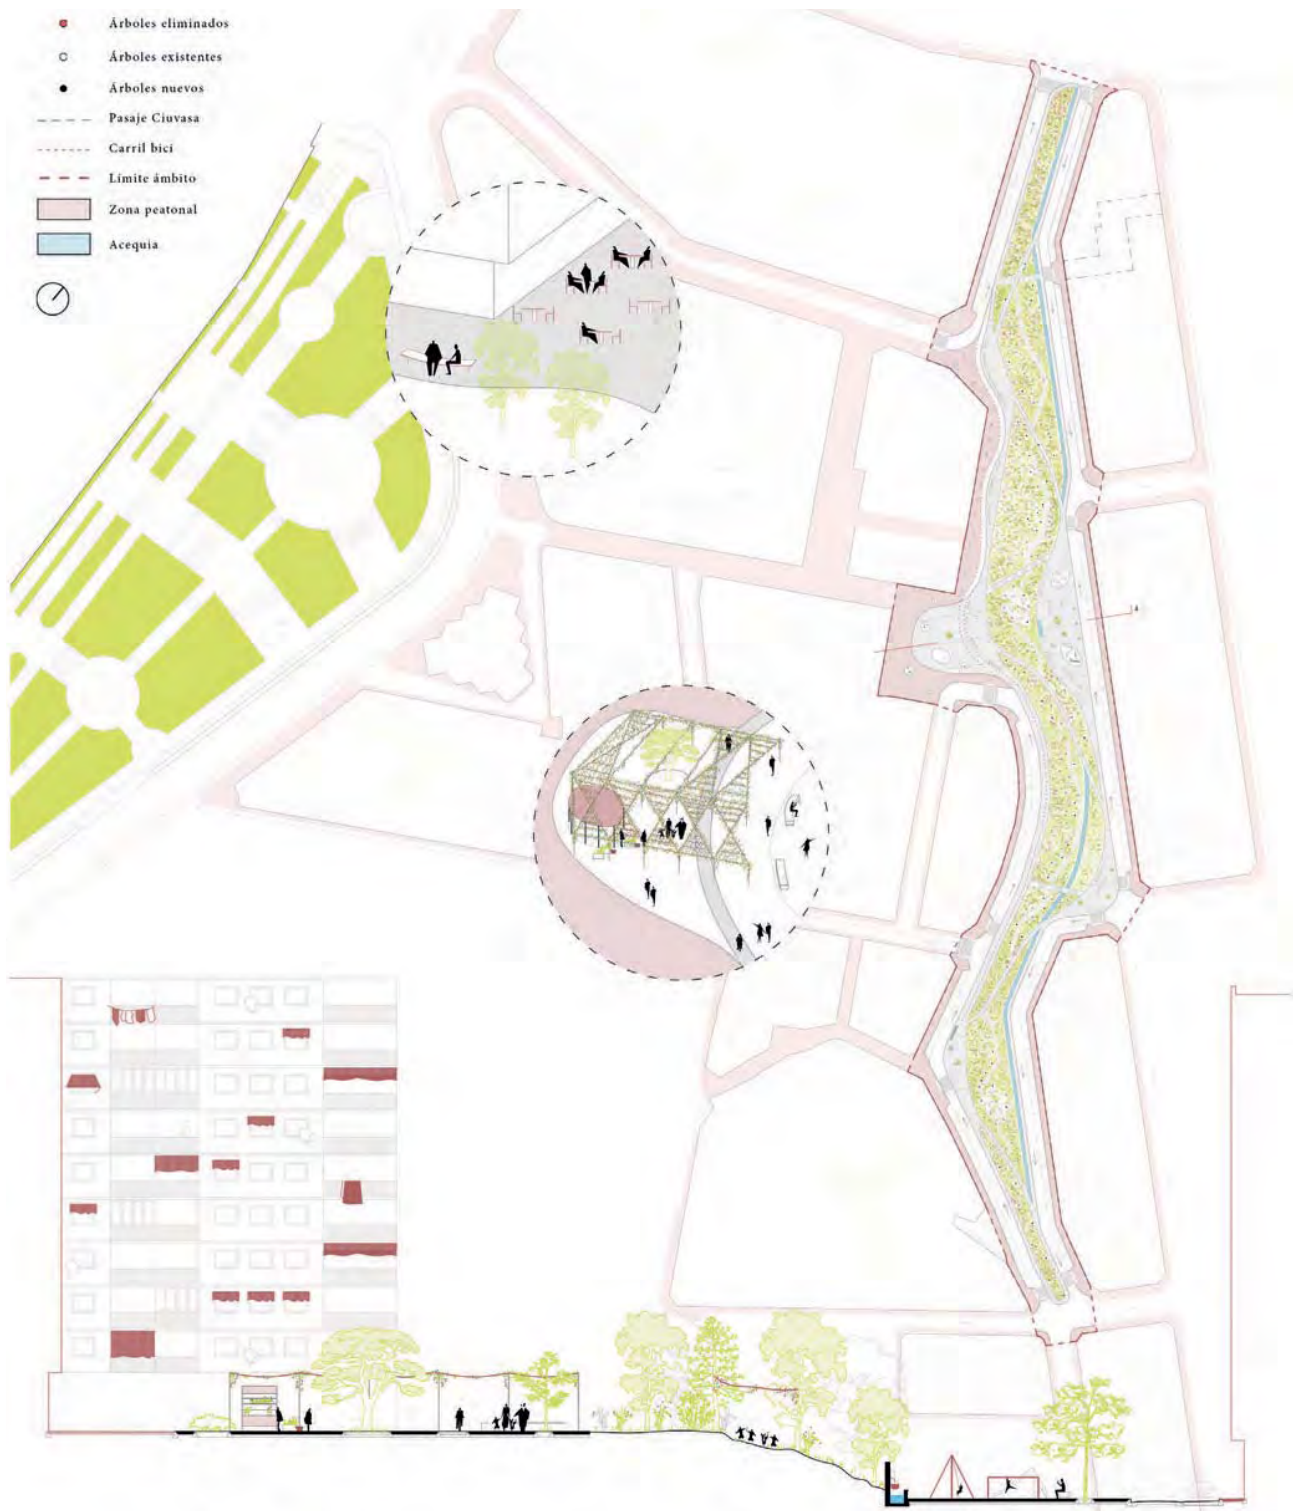 Árboles eliminados
Árboles existentes
Árboles nuevos
Pasaje Ciuvasa
Carril bici
Límite ámbito
Zona peatonal
Acequia